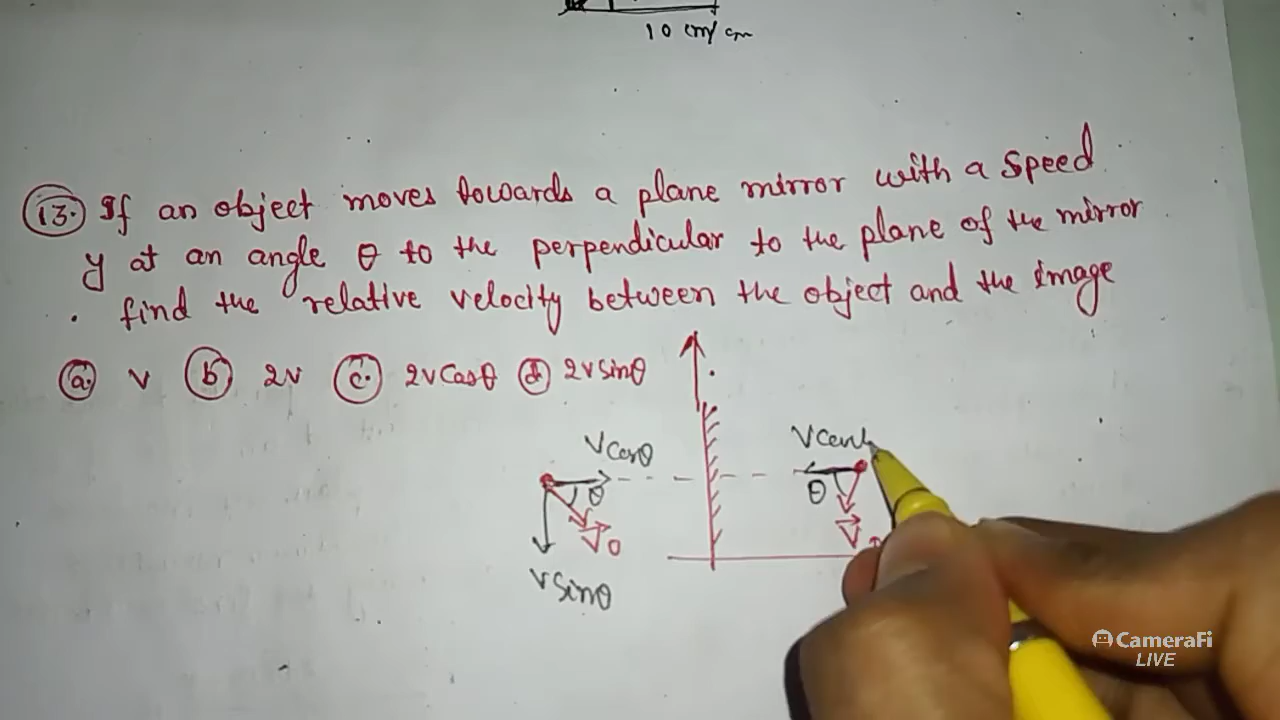 10 cm/cm
13. If an object moves towards a plane mirror with a speed
y at an angle θ to the perpendicular to the plane of the mirror
. find the relative velocity between the object and the image
a. v b 2v c. 2vCosθ d 2vsinθ
Vcosθ
θ
V⃗o
vsinθ
θ
V⃗
CameraFi
LIVE